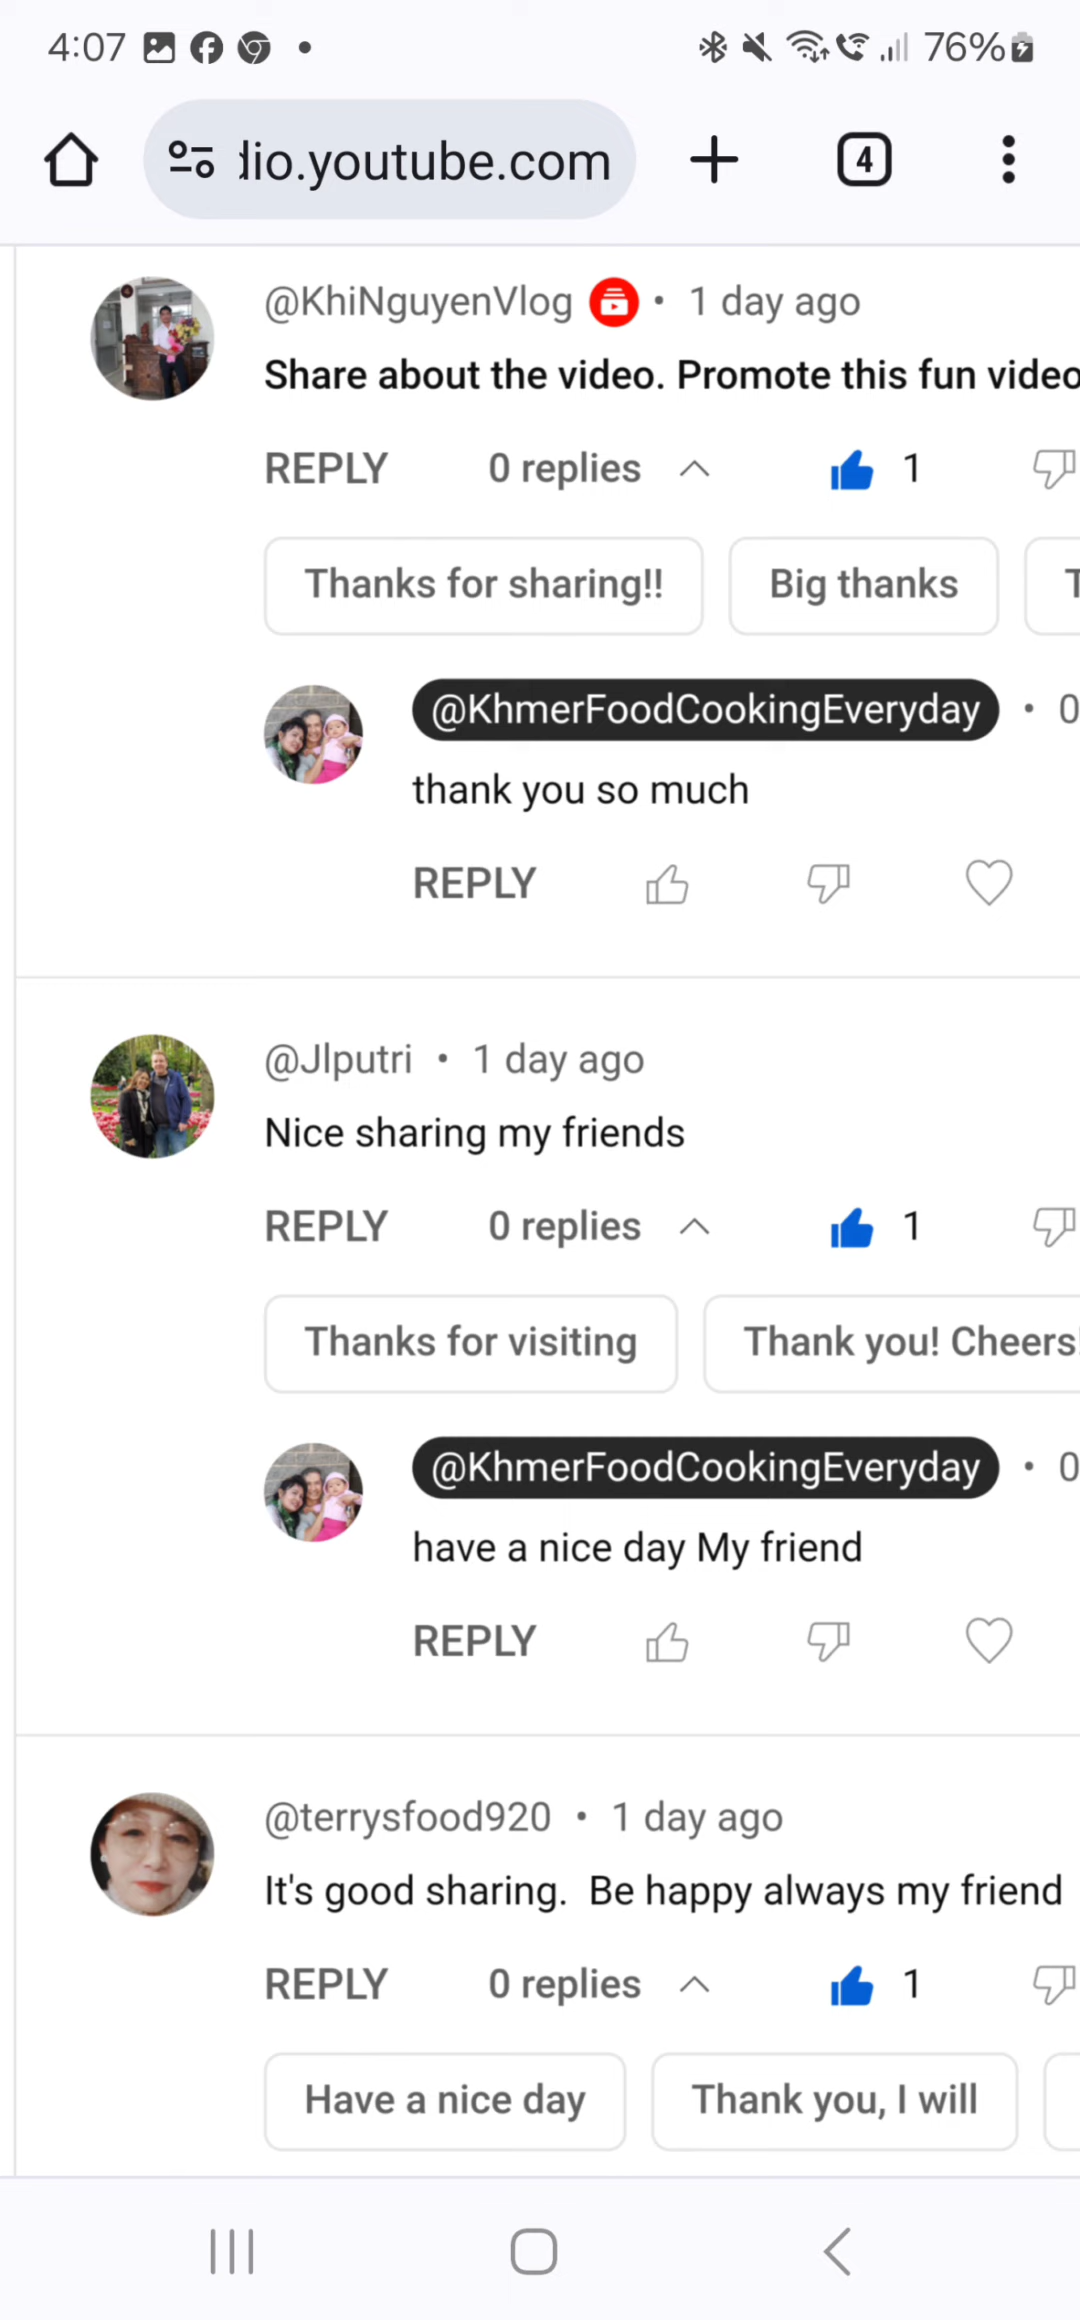 4:07
76%
dio.youtube.com
4
@KhiNguyenVlog • 1 day ago
Share about the video. Promote this fun video
REPLY 0 replies 1
Thanks for sharing!! Big thanks T
@KhmerFoodCookingEveryday • 0
thank you so much
REPLY
@Jlputri • 1 day ago
Nice sharing my friends
REPLY 0 replies 1
Thanks for visiting Thank you! Cheers!
@KhmerFoodCookingEveryday • 0
have a nice day My friend
REPLY
@terrysfood920 • 1 day ago
It's good sharing.  Be happy always my friend
REPLY 0 replies 1
Have a nice day Thank you, I will